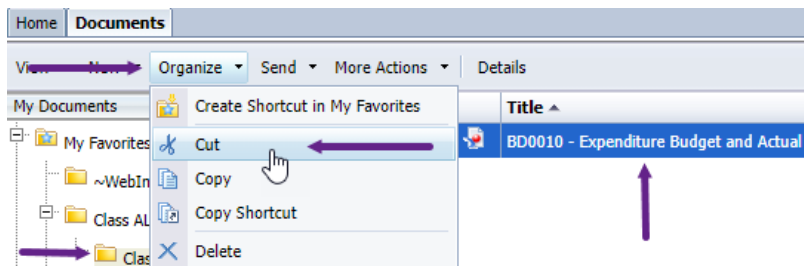 Home Documents
View New Organize Send More Actions Details
My Documents Create Shortcut in My Favorites Title
My Favorites Cut BD0010 - Expenditure Budget and Actual
~WebIn Copy
Class AL Copy Shortcut
Clas Delete